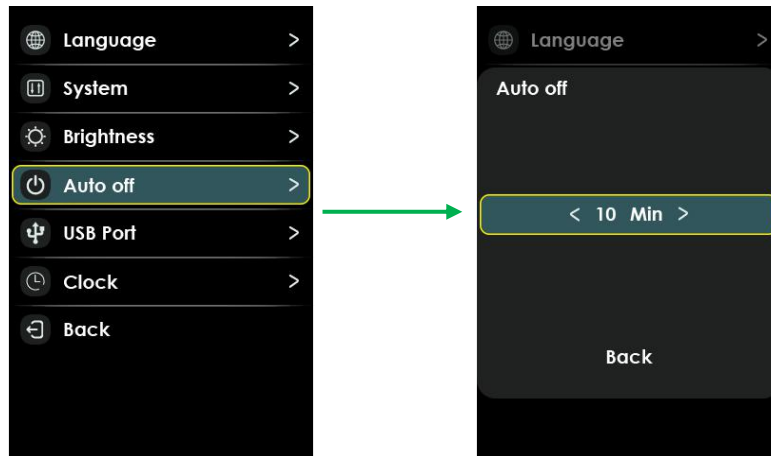 Language >
System >
Brightness >
Auto off >
USB Port >
Clock >
Back
Language >
Auto off
< 10 Min >
Back